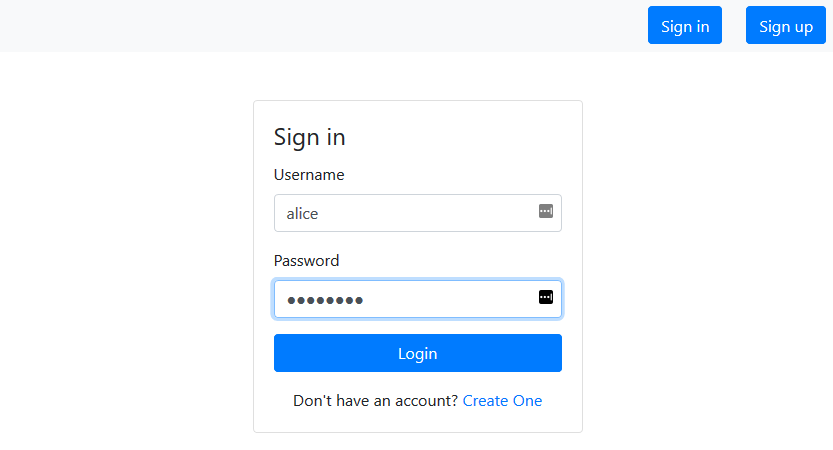 Sign in
Sign up
Sign in
Username
alice
Password
●●●●●●●●
Login
Don't have an account? Create One